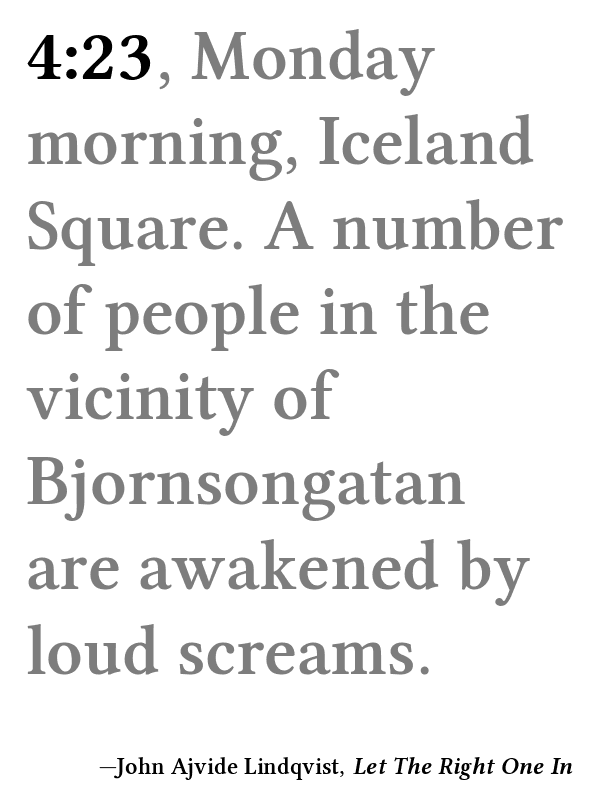 4:23, Monday
morning, Iceland
Square. A number
of people in the
vicinity of
Bjornsongatan
are awakened by
loud screams.
—John Ajvide Lindqvist, Let The Right One In